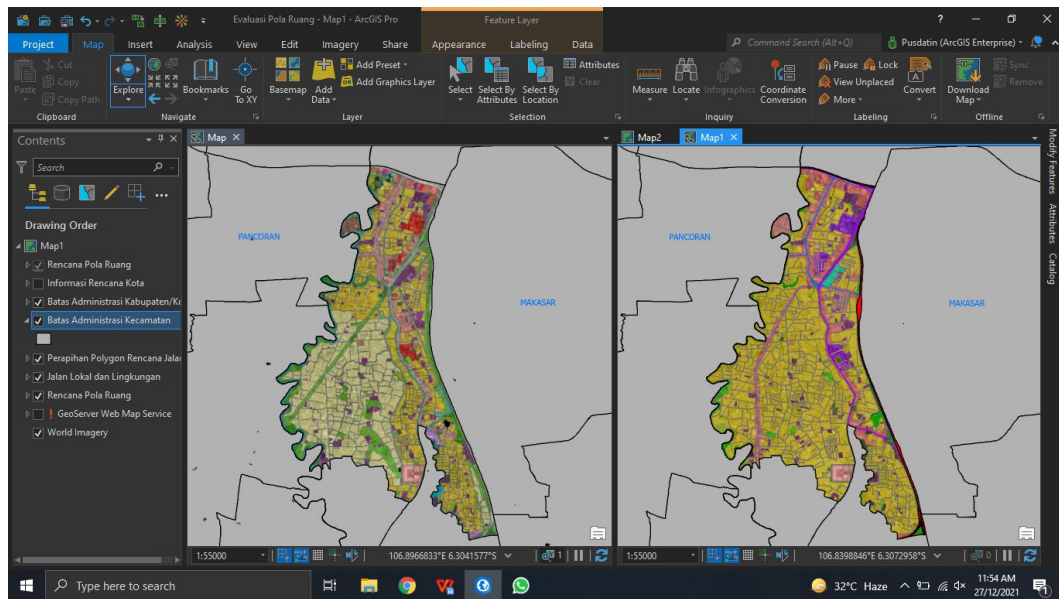 Evaluasi Pola Ruang - Map1 - ArcGIS Pro
Feature Layer
?
Project Map Insert Analysis View Edit Imagery Share Appearance Labeling Data
Command Search (Alt+Q)
Pusdatin (ArcGIS Enterprise)
Paste
Cut
Copy
Copy Path
Clipboard
Explore
Bookmarks
Go To XY
Navigate
Basemap
Add Data
Add Preset
Add Graphics Layer
Layer
Select
Select By Attributes
Select By Location
Attributes
Clear
Selection
Measure
Locate
Infographics
Coordinate Conversion
Inquiry
Pause
Lock
View Unplaced
More
Convert
Labeling
Download Map
Sync
Remove
Offline
Contents
Search
Drawing Order
Map1
Rencana Pola Ruang
Informasi Rencana Kota
Batas Administrasi Kabupaten/K
Batas Administrasi Kecamatan
Perapihan Polygon Rencana Jala
Jalan Lokal dan Lingkungan
Rencana Pola Ruang
GeoServer Web Map Service
World Imagery
Map
PANCORAN
MAKASAR
1:55000
106.8966833°E 6.3041577°S
1
Map2
Map1
PANCORAN
MAKASAR
1:55000
106.8398846°E 6.3072958°S
0
Modify Features
Attributes
Catalog
Type here to search
32°C Haze
11:54 AM
27/12/2021
1